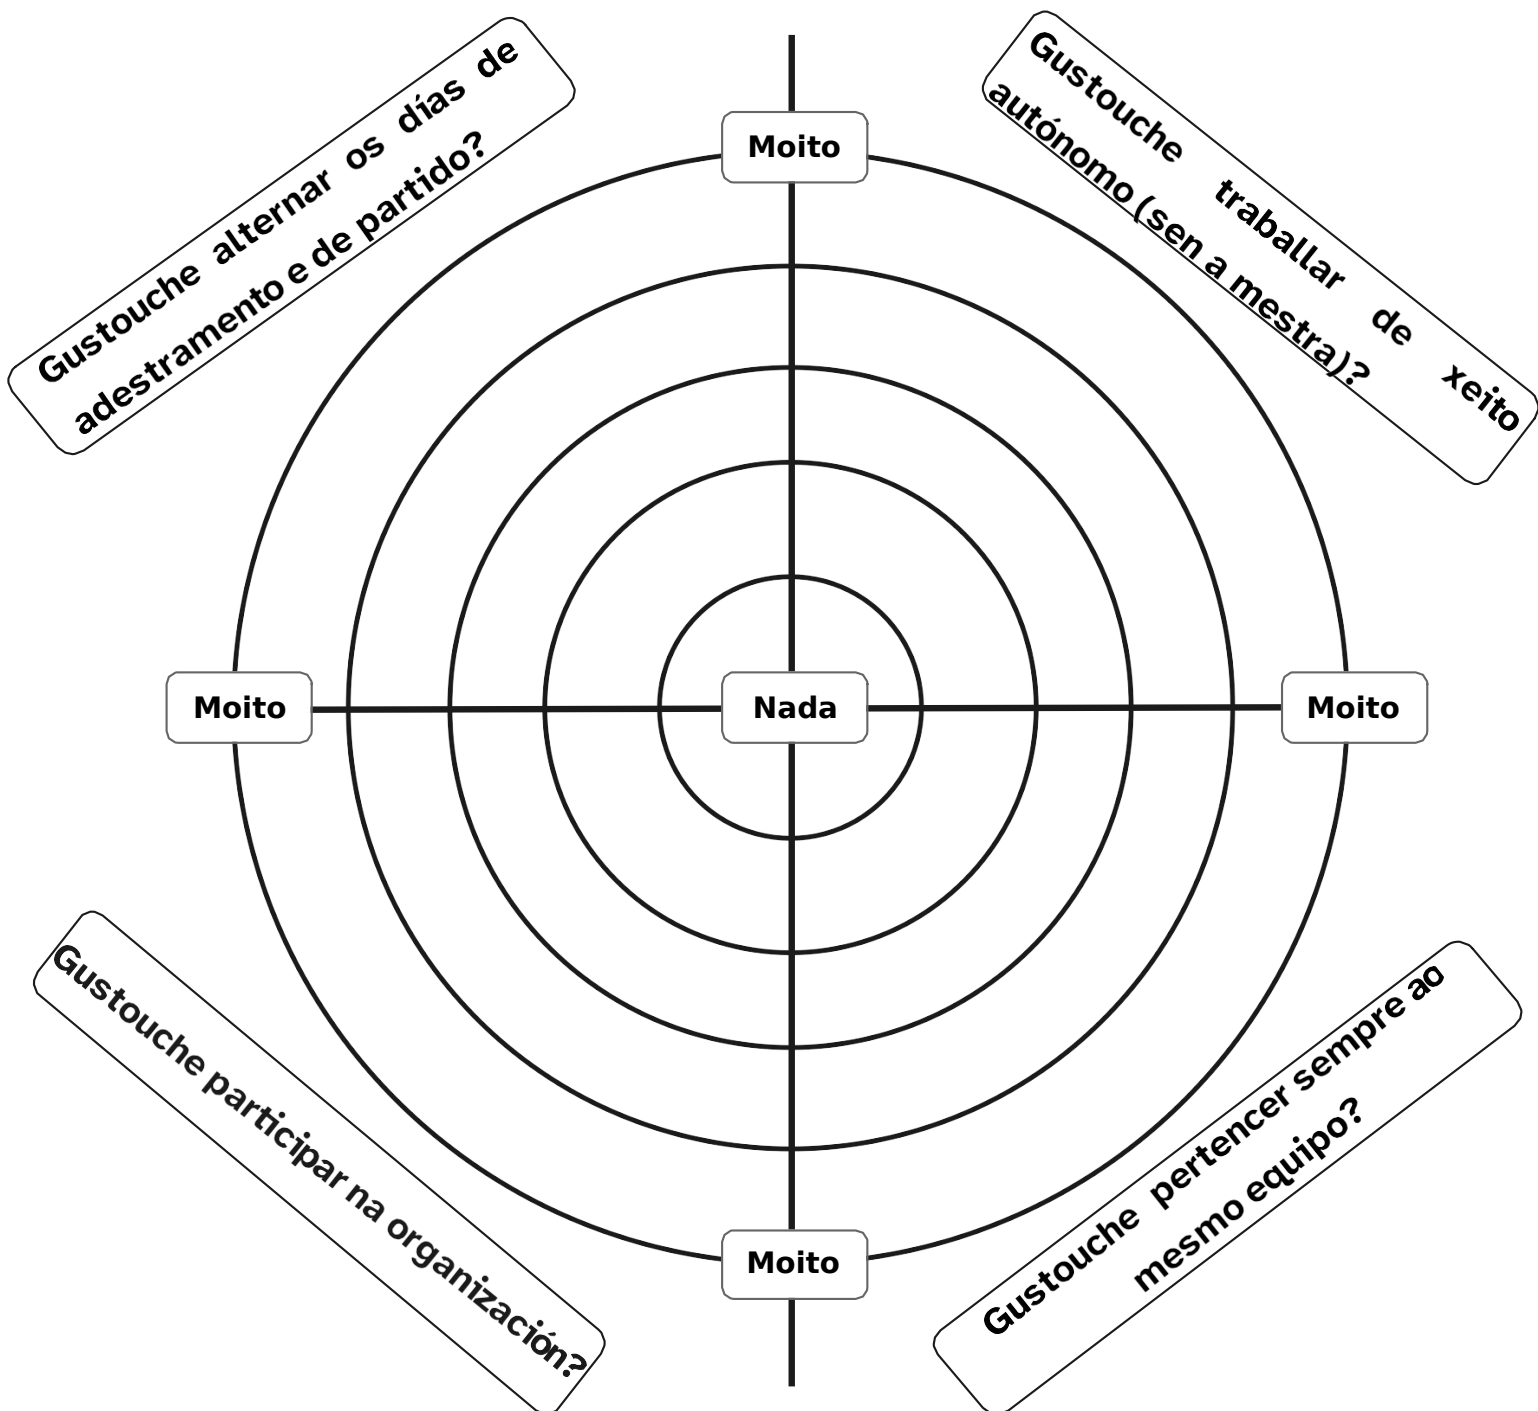 Gustouche alternar os días de
adestramento e de partido?
Gustouche traballar de xeito
autónomo (sen a mestra)?
Moito
Moito
Nada
Moito
Gustouche participar na organización?
Gustouche pertencer sempre ao
mesmo equipo?
Moito